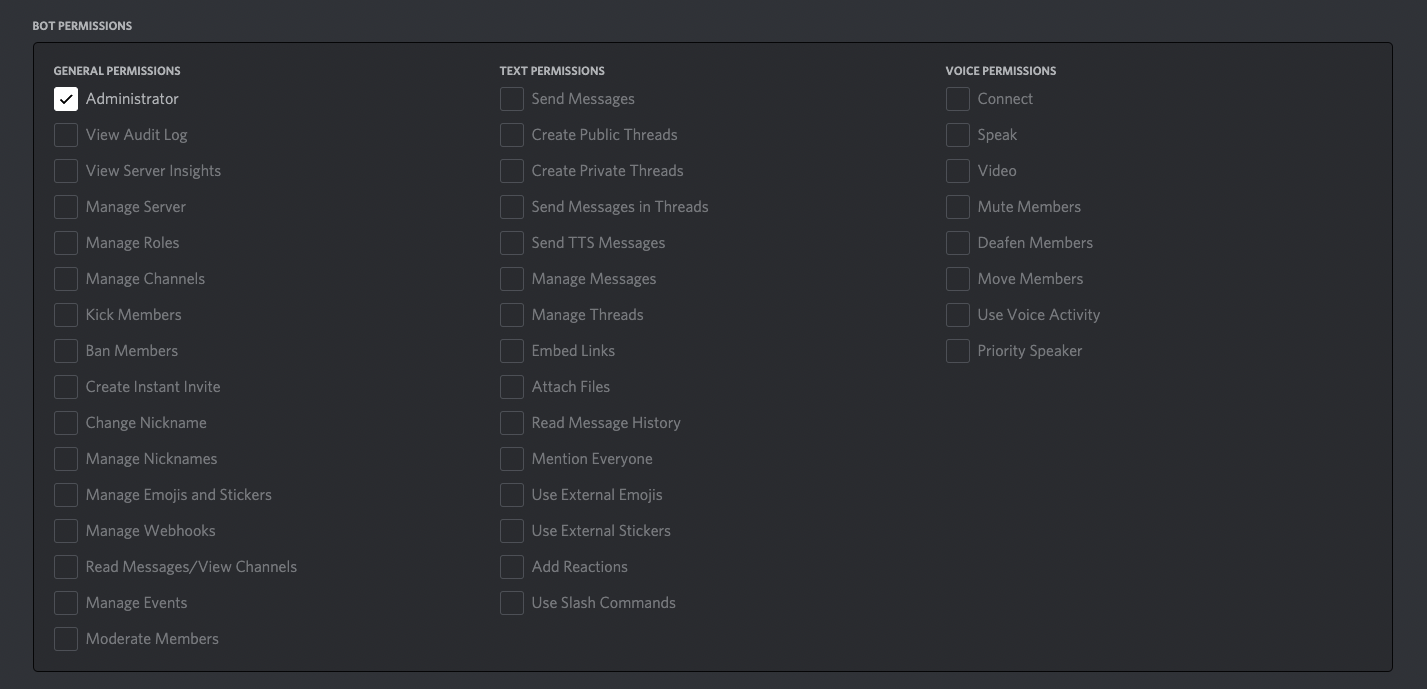 BOT PERMISSIONS
GENERAL PERMISSIONS
Administrator
View Audit Log
View Server Insights
Manage Server
Manage Roles
Manage Channels
Kick Members
Ban Members
Create Instant Invite
Change Nickname
Manage Nicknames
Manage Emojis and Stickers
Manage Webhooks
Read Messages/View Channels
Manage Events
Moderate Members
TEXT PERMISSIONS
Send Messages
Create Public Threads
Create Private Threads
Send Messages in Threads
Send TTS Messages
Manage Messages
Manage Threads
Embed Links
Attach Files
Read Message History
Mention Everyone
Use External Emojis
Use External Stickers
Add Reactions
Use Slash Commands
VOICE PERMISSIONS
Connect
Speak
Video
Mute Members
Deafen Members
Move Members
Use Voice Activity
Priority Speaker